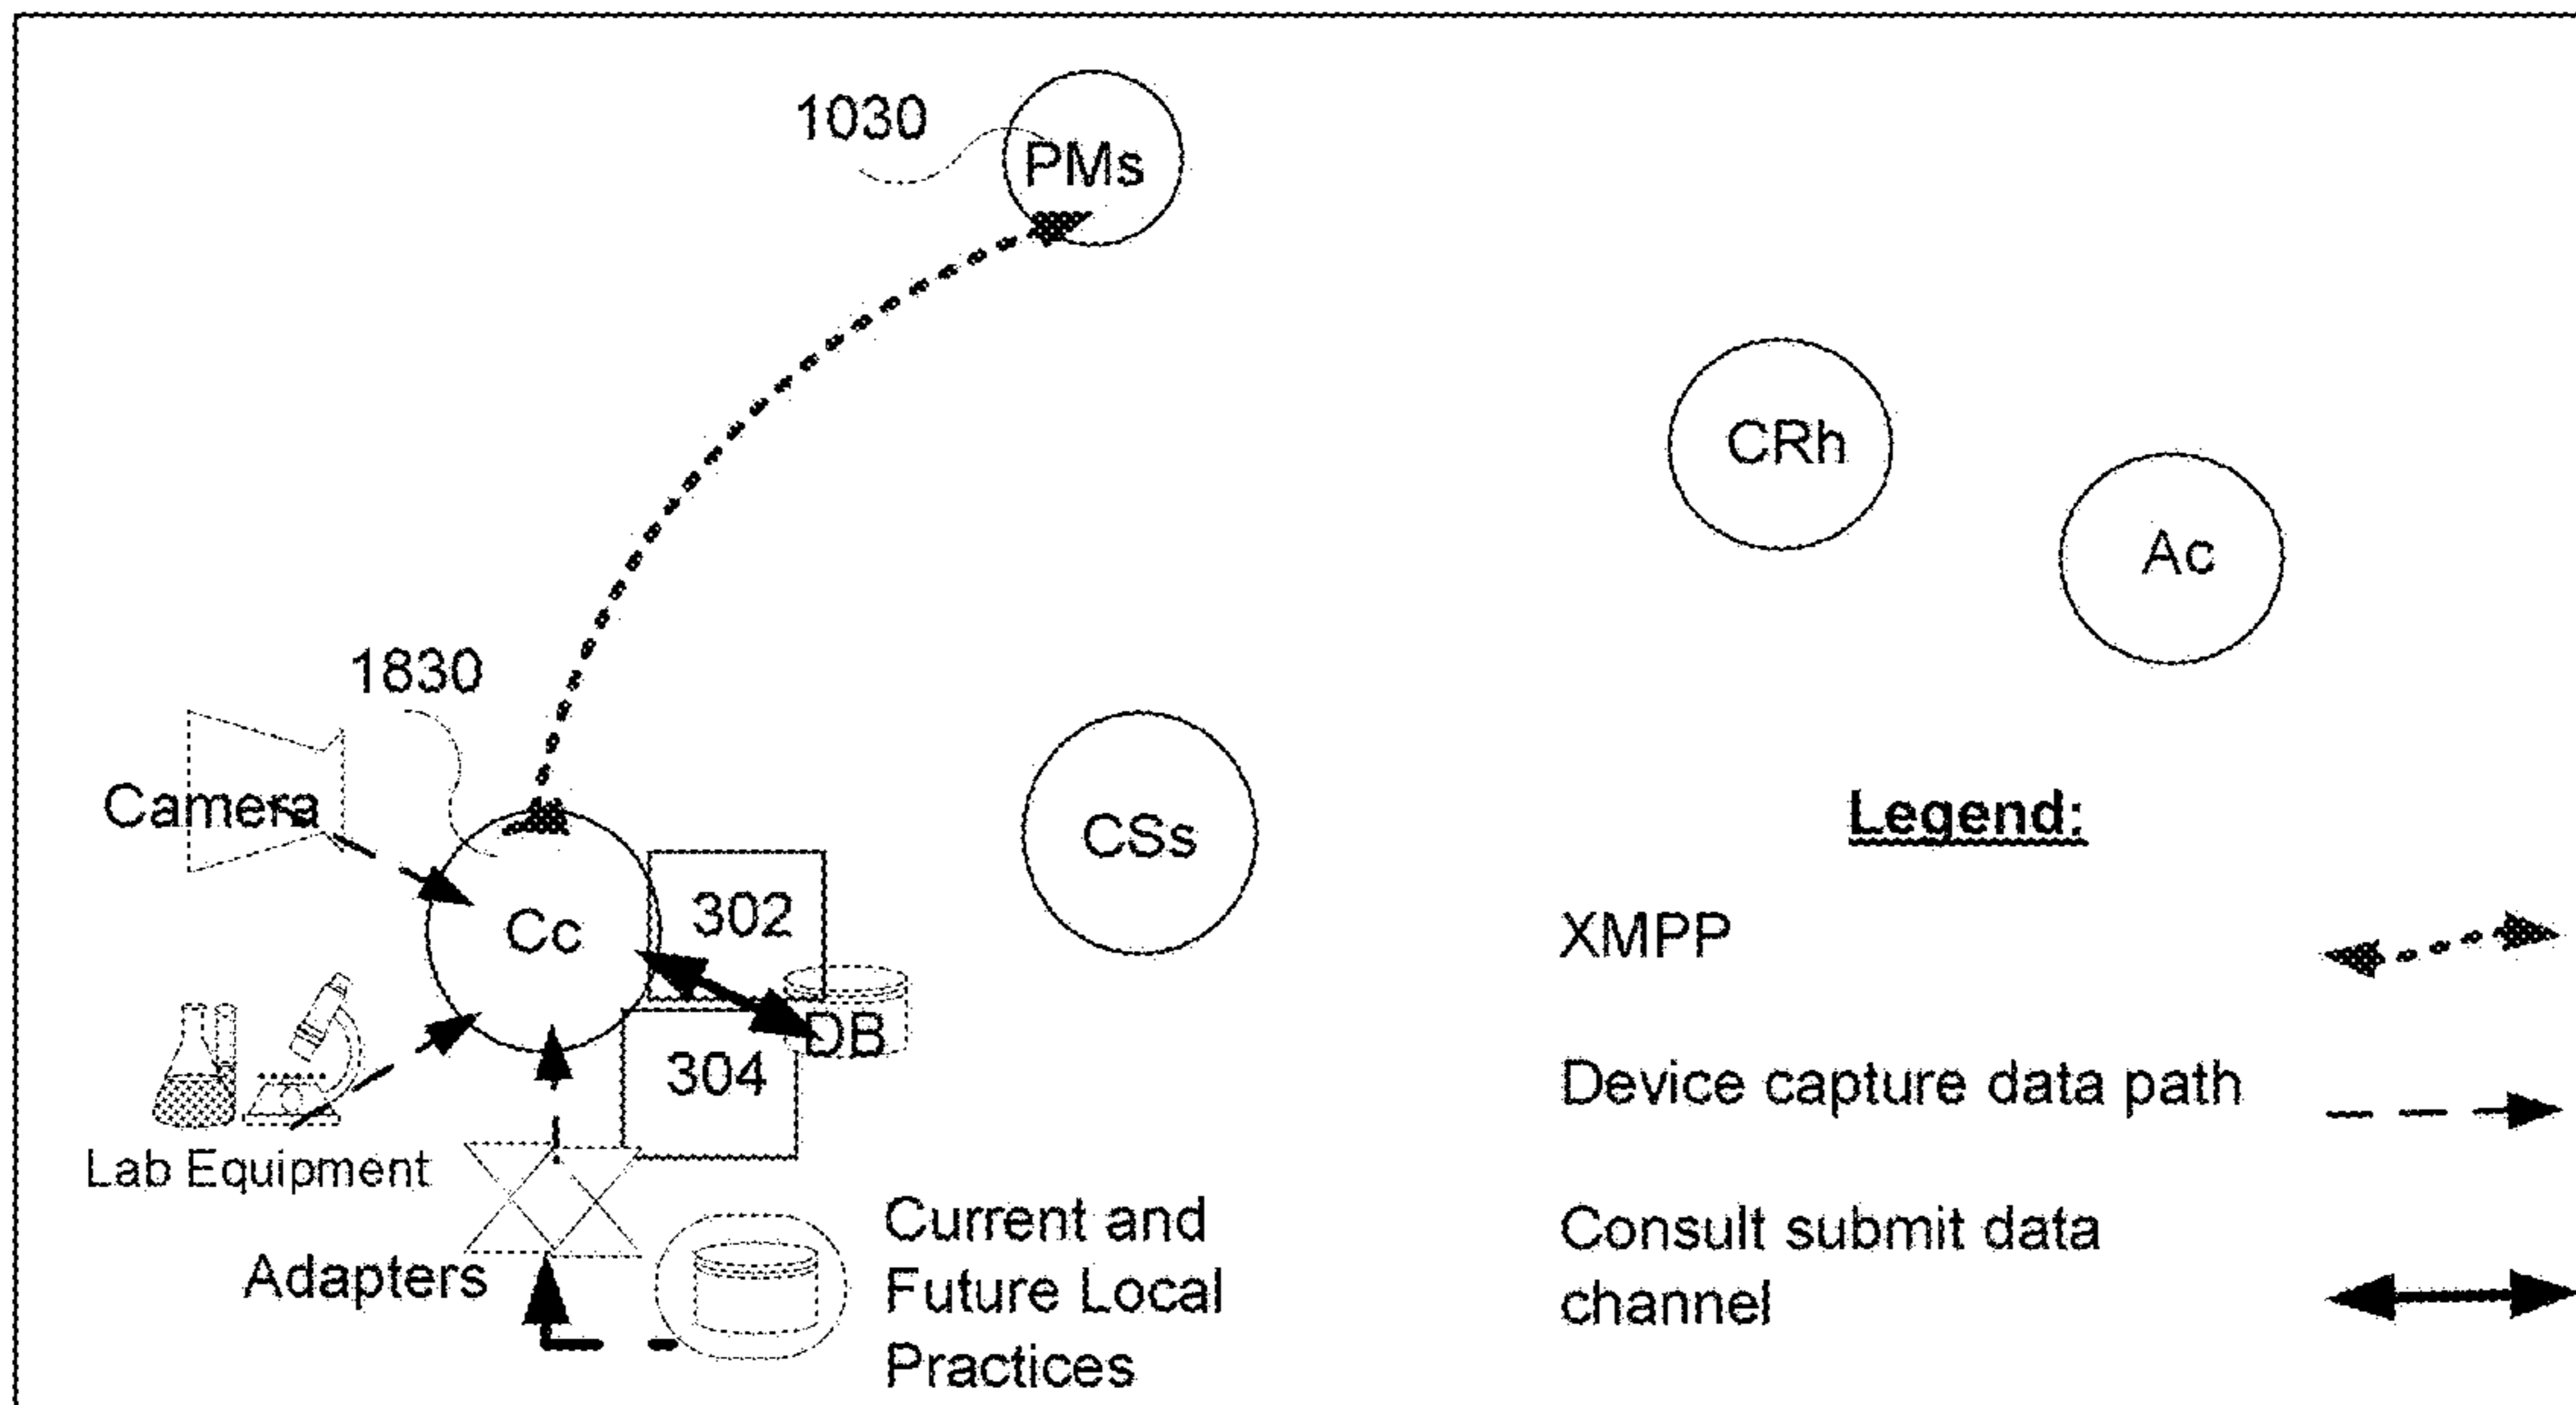 1030
PMs
CRh
Ac
1830
Camera
CSs
Legend:
Cc
302
XMPP
DB
304
Device capture data path
Lab Equipment
Adapters
Current and
Future Local
Practices
Consult submit data
channel